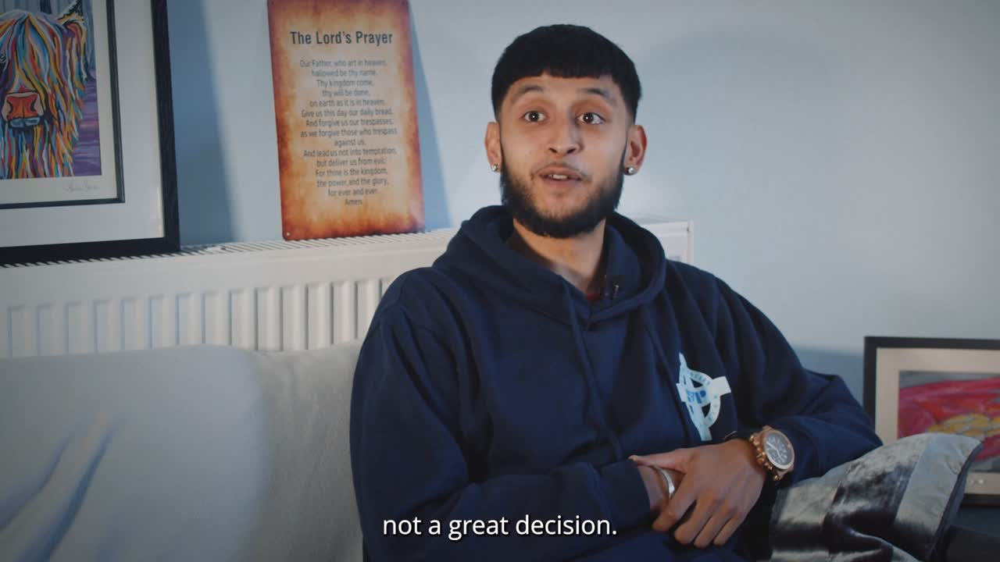 The Lord's Prayer
Our Father, who art in heaven,
hallowed be thy name.
Thy kingdom come,
thy will be done,
on earth as it is in heaven.
Give us this day our daily bread.
And forgive us our trespasses,
as we forgive those who trespass
against us.
And lead us not into temptation,
but deliver us from evil:
For thine is the kingdom,
the power, and the glory,
for ever and ever.
Amen.
not a great decision.